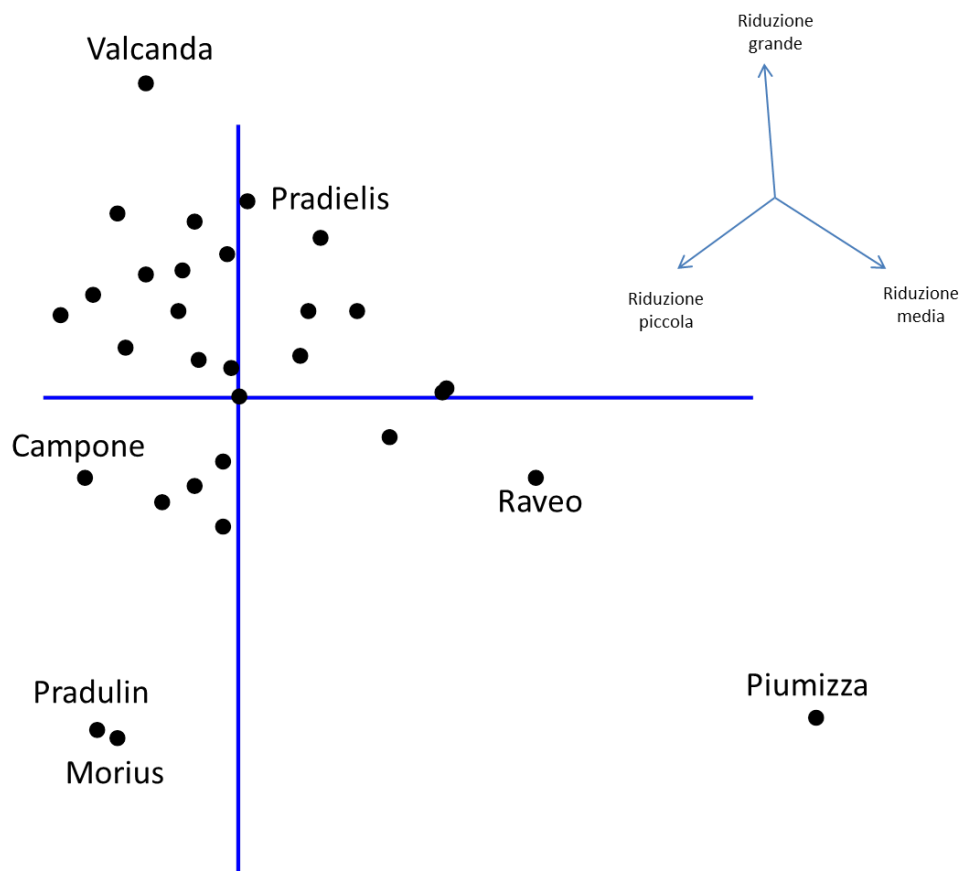 Riduzione
grande
Valcanda
Pradielis
Riduzione
piccola
Riduzione
media
Campone
Raveo
Pradulin
Piumizza
Morius